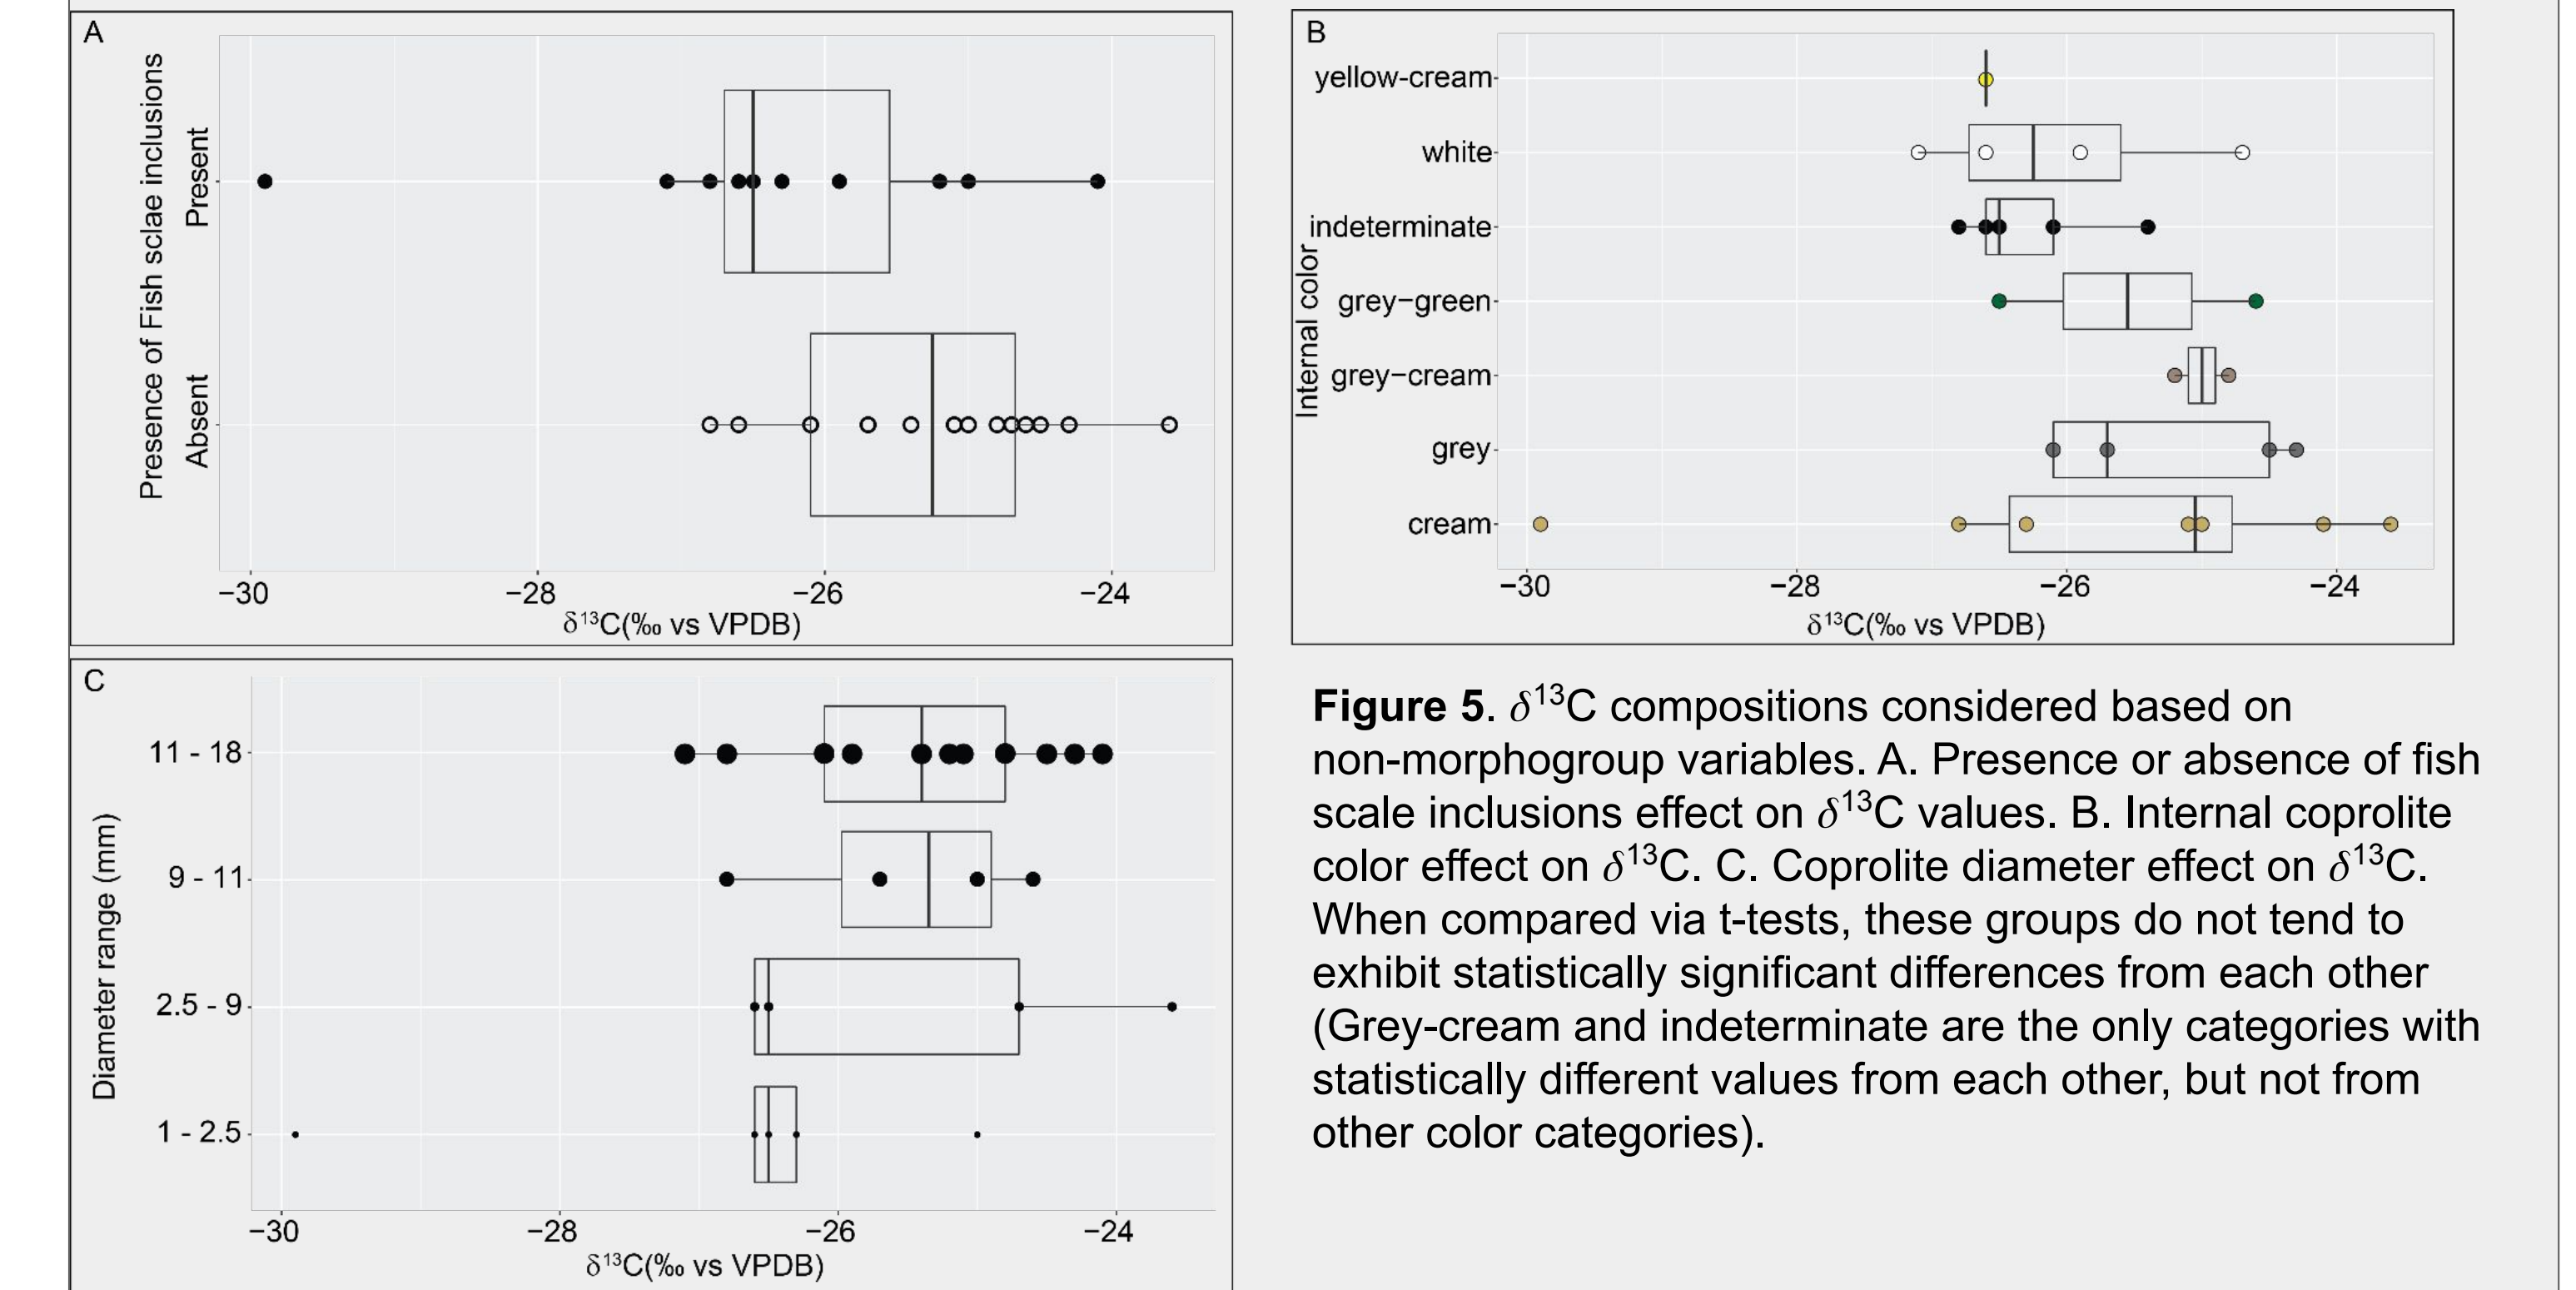 A
Presence of Fish sclae inclusions
Present
Absent
−30
−28
−26
−24
δ¹³C(‰ vs VPDB)
B
Internal color
yellow-cream
white
indeterminate
grey−green
grey−cream
grey
cream
−30
−28
−26
−24
δ¹³C(‰ vs VPDB)
C
Diameter range (mm)
11 - 18
9 - 11
2.5 - 9
1 - 2.5
−30
−28
−26
−24
δ¹³C(‰ vs VPDB)
Figure 5. δ¹³C compositions considered based on
non-morphogroup variables. A. Presence or absence of fish
scale inclusions effect on δ¹³C values. B. Internal coprolite
color effect on δ¹³C. C. Coprolite diameter effect on δ¹³C.
When compared via t-tests, these groups do not tend to
exhibit statistically significant differences from each other
(Grey-cream and indeterminate are the only categories with
statistically different values from each other, but not from
other color categories).